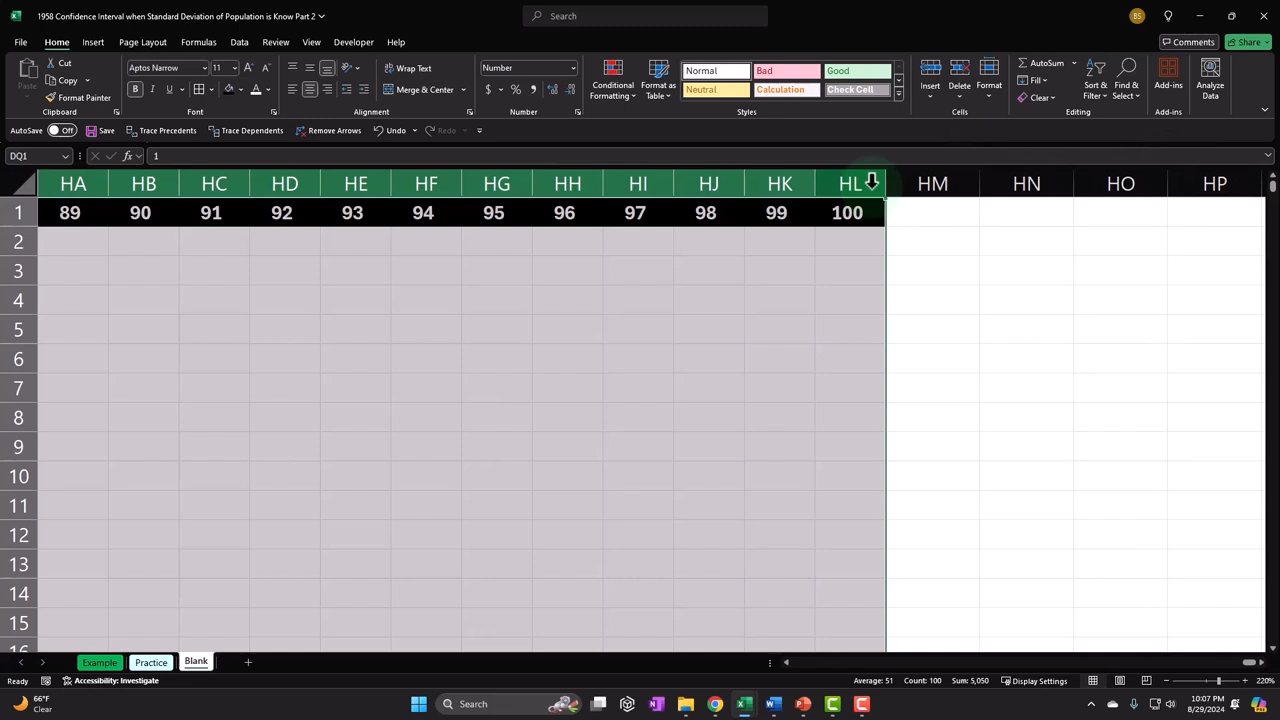 1958 Confidence Interval when Standard Deviation of Population is Know Part 2
Search
BS
File Home Insert Page Layout Formulas Data Review View Developer Help
Comments Share
Paste
Cut
Copy
Format Painter
Clipboard
Aptos Narrow 11
B I U
Font
Wrap Text
Merge & Center
Alignment
Number
$ % ,
Number
Conditional Formatting
Format as Table
Normal Bad Good
Neutral Calculation Check Cell
Styles
Insert Delete Format
Cells
AutoSum
Fill
Clear
Sort & Filter
Find & Select
Editing
Add-ins
Add-ins
Analyze Data
AutoSave Off Save Trace Precedents Trace Dependents Remove Arrows Undo Redo
DQ1 fx 1
HA HB HC HD HE HF HG HH HI HJ HK HL HM HN HO HP
1 89 90 91 92 93 94 95 96 97 98 99 100
2
3
4
5
6
7
8
9
10
11
12
13
14
15
16
Example Practice Blank
Ready Accessibility: Investigate Average: 51 Count: 100 Sum: 5,050 Display Settings 220%
66°F
Clear
Search
10:07 PM
8/29/2024